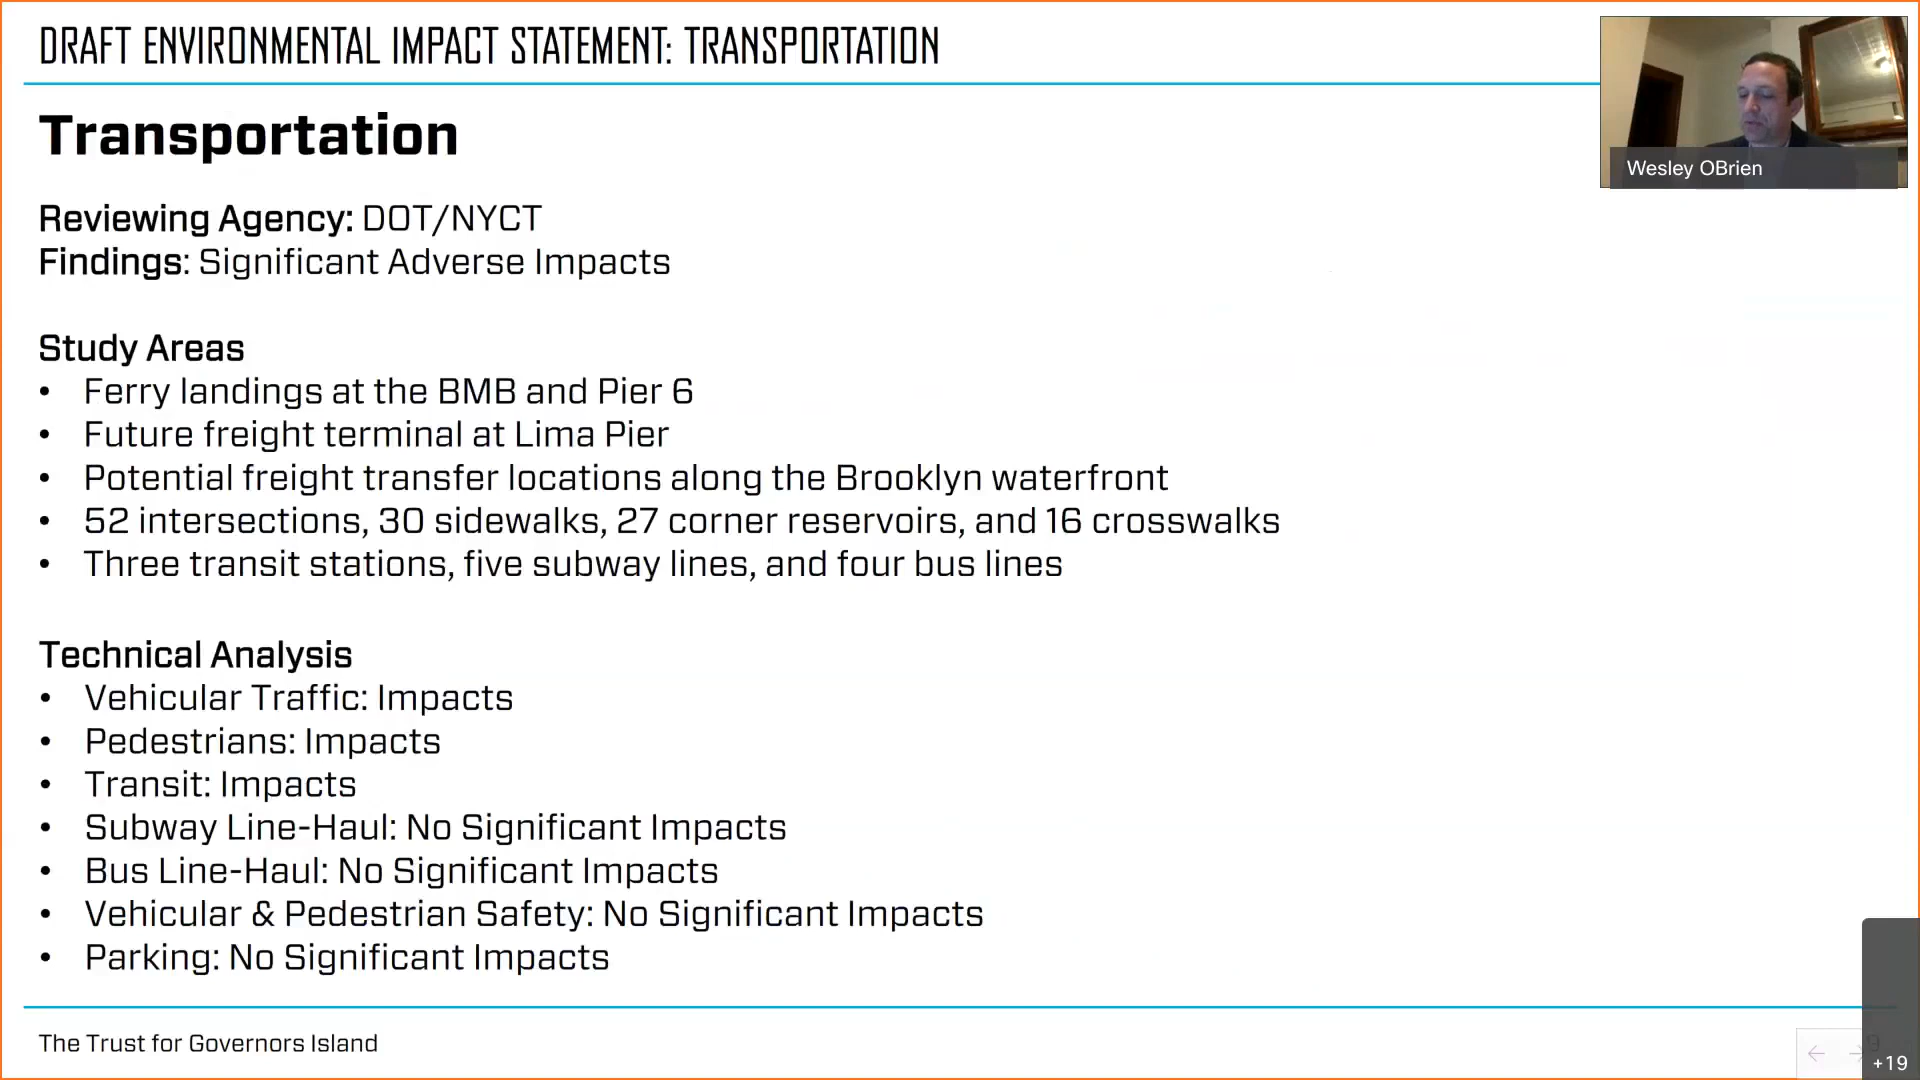 DRAFT ENVIRONMENTAL IMPACT STATEMENT: TRANSPORTATION
Wesley OBrien
Transportation
Reviewing Agency: DOT/NYCT
Findings: Significant Adverse Impacts
Study Areas
• Ferry landings at the BMB and Pier 6
• Future freight terminal at Lima Pier
• Potential freight transfer locations along the Brooklyn waterfront
• 52 intersections, 30 sidewalks, 27 corner reservoirs, and 16 crosswalks
• Three transit stations, five subway lines, and four bus lines
Technical Analysis
• Vehicular Traffic: Impacts
• Pedestrians: Impacts
• Transit: Impacts
• Subway Line-Haul: No Significant Impacts
• Bus Line-Haul: No Significant Impacts
• Vehicular & Pedestrian Safety: No Significant Impacts
• Parking: No Significant Impacts
The Trust for Governors Island
+19